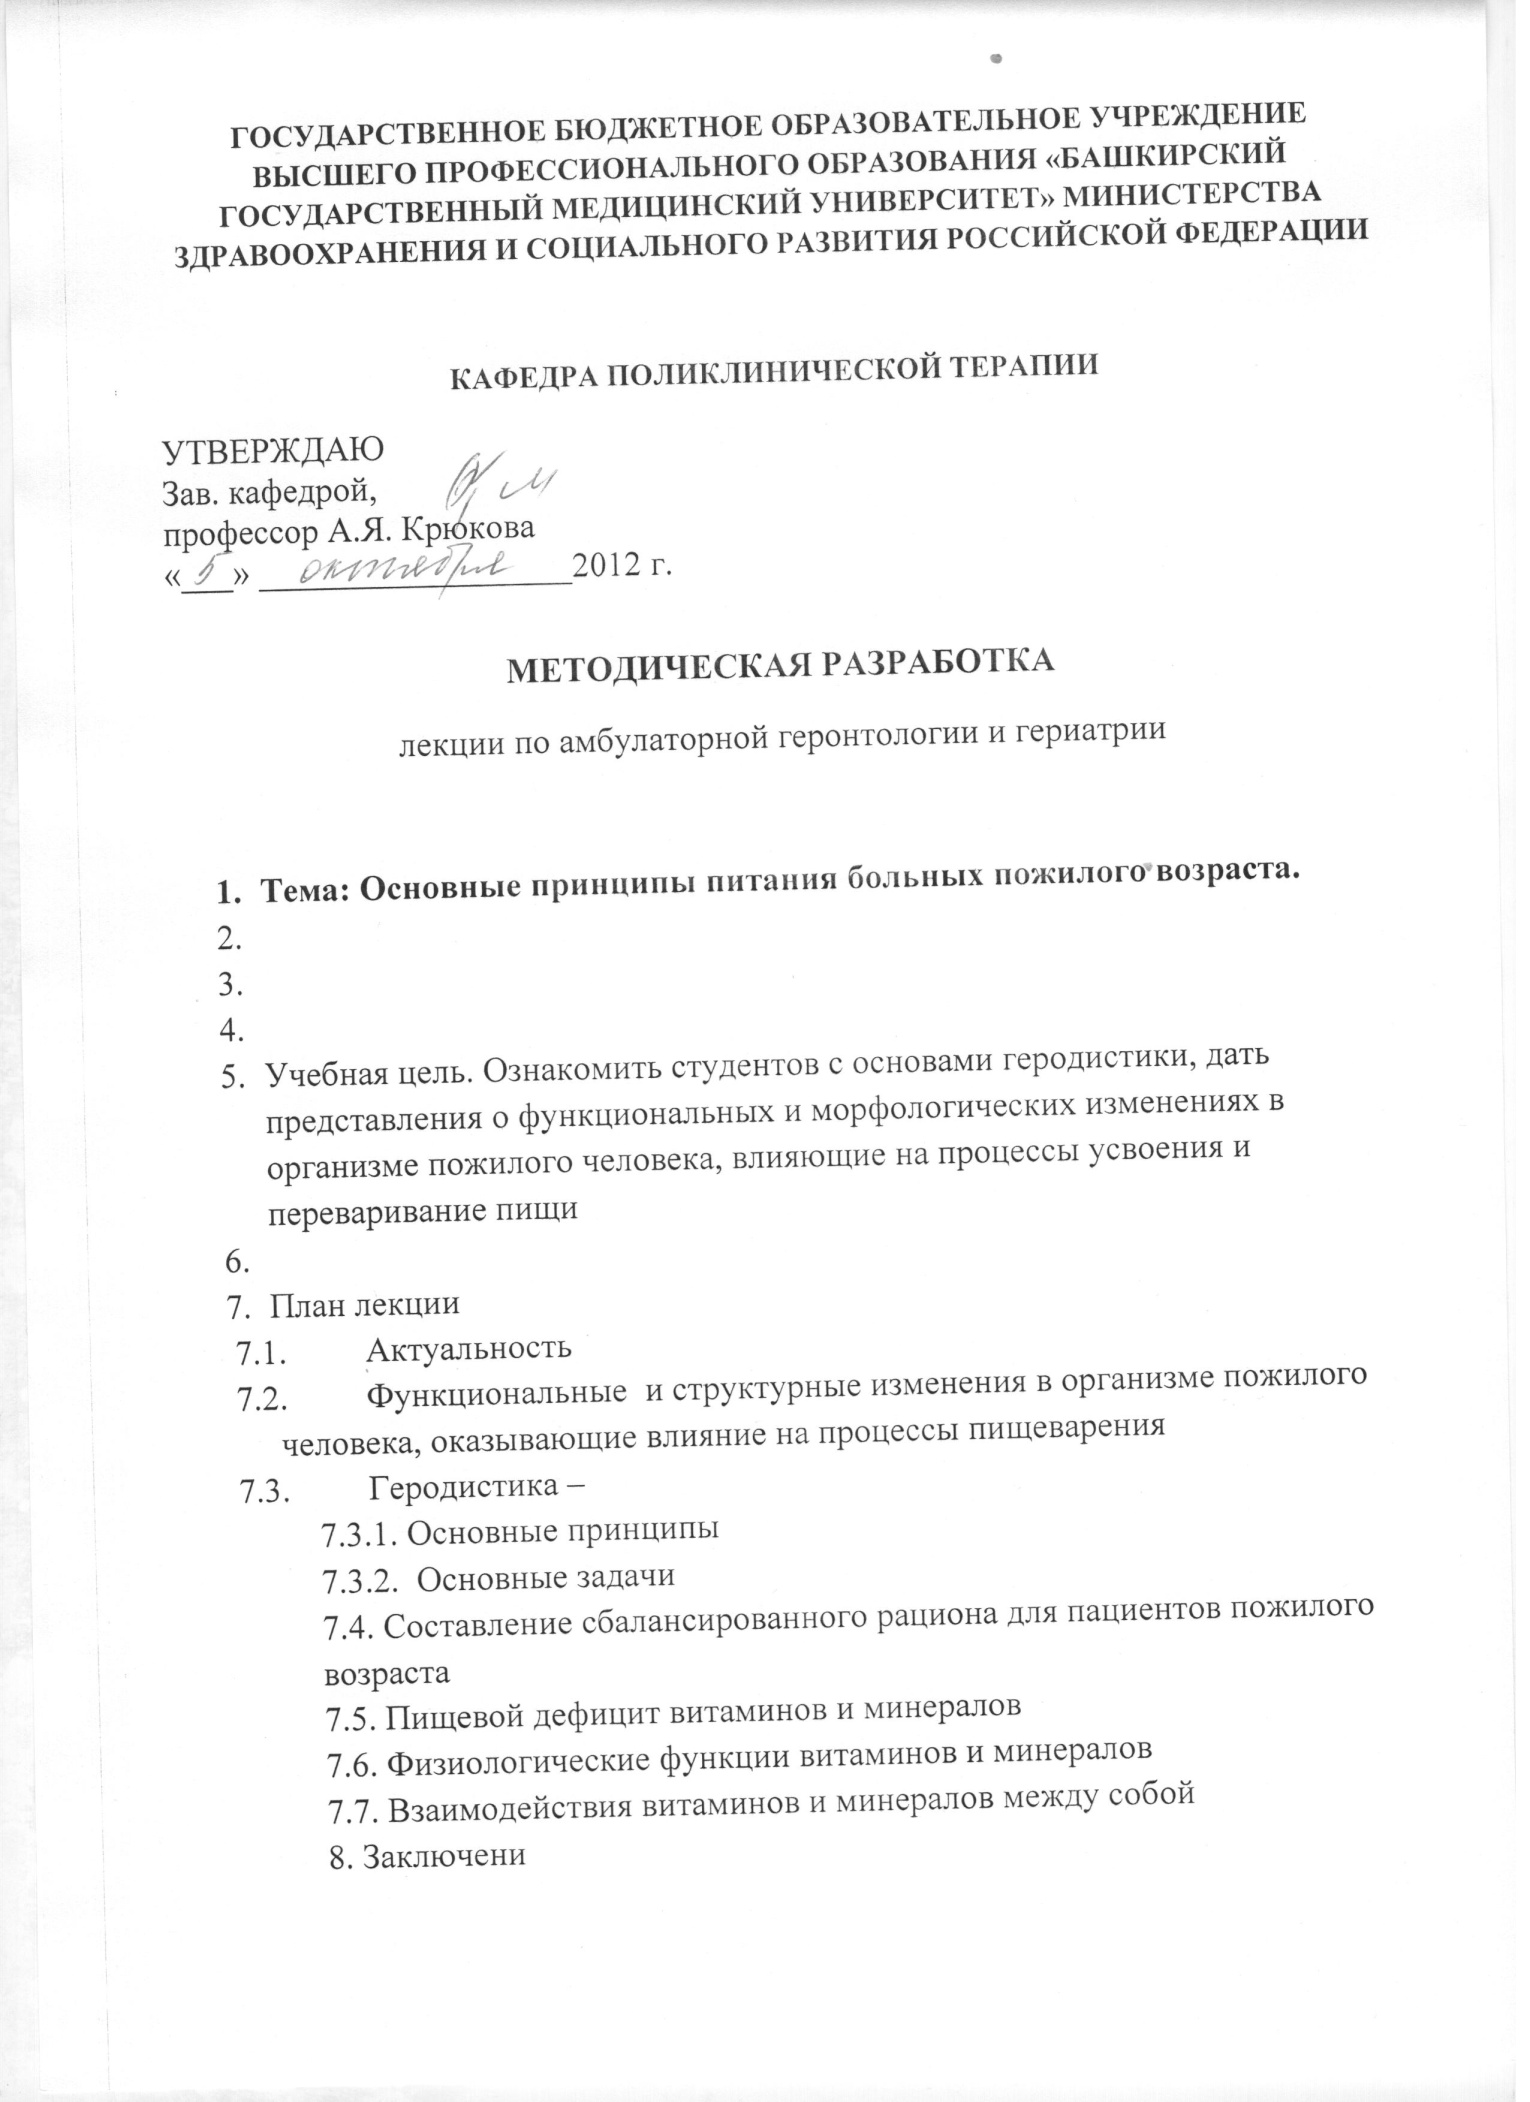 ГОСУДАРСТВЕННОЕ БЮДЖЕТНОЕ ОБРАЗОВАТЕЛЬНОЕ УЧРЕЖДЕНИЕ
ВЫСШЕГО ПРОФЕССИОНАЛЬНОГО ОБРАЗОВАНИЯ «БАШКИРСКИЙ
ГОСУДАРСТВЕННЫЙ МЕДИЦИНСКИЙ УНИВЕРСИТЕТ» МИНИСТЕРСТВА
ЗДРАВООХРАНЕНИЯ И СОЦИАЛЬНОГО РАЗВИТИЯ РОССИЙСКОЙ ФЕДЕРАЦИИ
КАФЕДРА ПОЛИКЛИНИЧЕСКОЙ ТЕРАПИИ
УТВЕРЖДАЮ
Зав. кафедрой,
профессор А.Я. Крюкова
«5» октября 2012 г.
МЕТОДИЧЕСКАЯ РАЗРАБОТКА
лекции по амбулаторной геронтологии и гериатрии
1. Тема: Основные принципы питания больных пожилого возраста.
2.
3.
4.
5. Учебная цель. Ознакомить студентов с основами геродистики, дать
представления о функциональных и морфологических изменениях в
организме пожилого человека, влияющие на процессы усвоения и
переваривание пищи
6.
7. План лекции
7.1. Актуальность
7.2. Функциональные и структурные изменения в организме пожилого
человека, оказывающие влияние на процессы пищеварения
7.3. Геродистика –
7.3.1. Основные принципы
7.3.2. Основные задачи
7.4. Составление сбалансированного рациона для пациентов пожилого
возраста
7.5. Пищевой дефицит витаминов и минералов
7.6. Физиологические функции витаминов и минералов
7.7. Взаимодействия витаминов и минералов между собой
8. Заключени